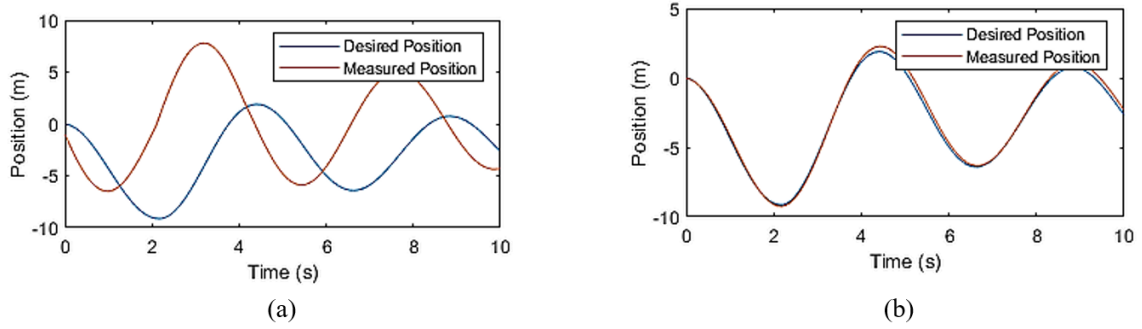 10
5
0
-5
-10
Position (m)
Desired Position
Measured Position
0
2
4
6
8
10
Time (s)
(a)
5
0
-5
-10
Position (m)
Desired Position
Measured Position
0
2
4
6
8
10
Time (s)
(b)